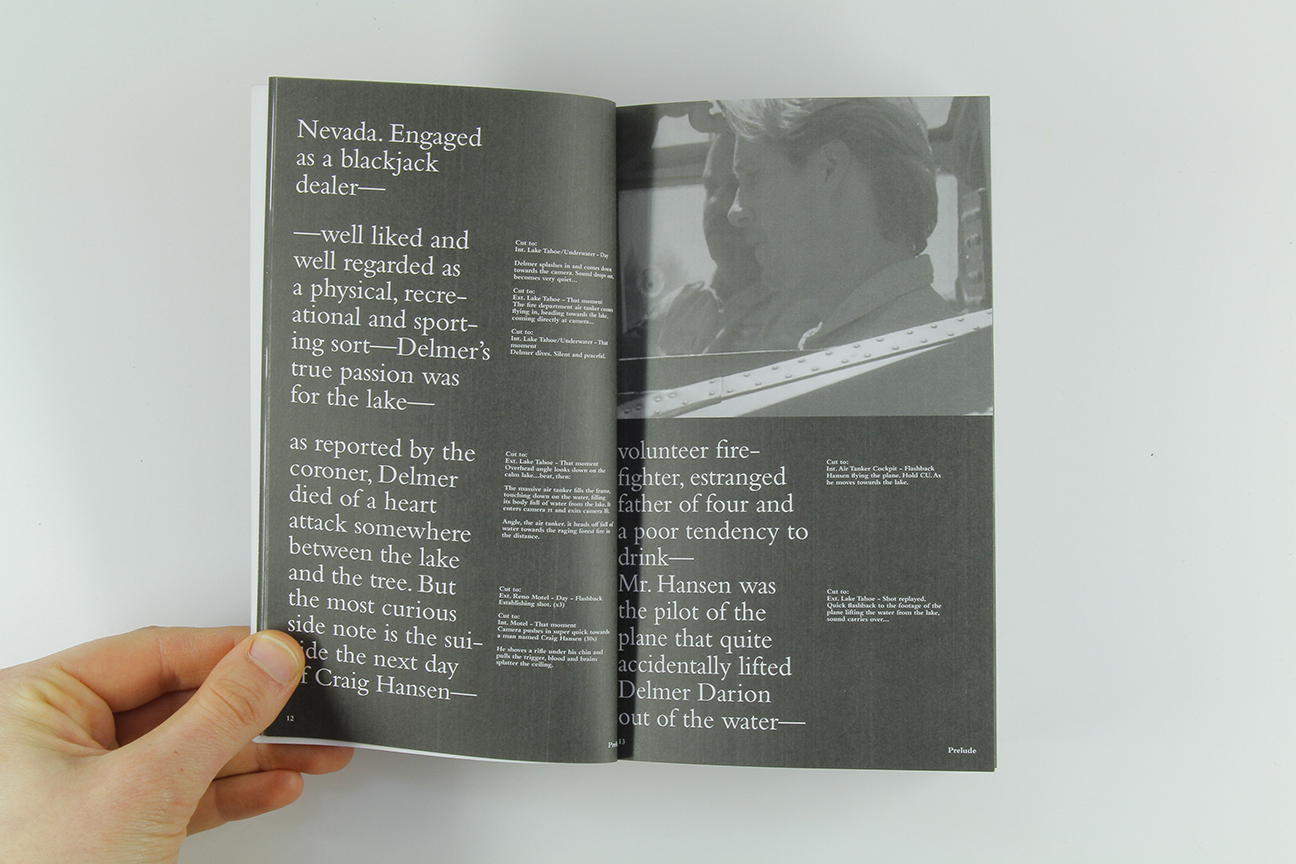 Nevada. Engaged
as a blackjack
dealer—
—well liked and
well regarded as
a physical, recre–
ational and sport–
ing sort—Delmer’s
true passion was
for the lake—
as reported by the
coroner, Delmer
died of a heart
attack somewhere
between the lake
and the tree. But
the most curious
side note is the sui–
ide the next day
f Craig Hansen—
12
Cut to:
Int. Lake Tahoe/Underwater – Day
Delmer splashes in and comes down
towards the camera. Sound drops out,
becomes very quiet...
Cut to:
Ext. Lake Tahoe – That moment
The fire department air tanker comes
flying in, heading towards the lake,
coming directly at camera...
Cut to:
Int. Lake Tahoe/Underwater – That
moment
Delmer dives. Silent and peaceful.
Cut to:
Ext. Lake Tahoe – That moment
Overhead angle looks down on the
calm lake...beat, then:
The massive air tanker fills the frame,
touching down on the water, filling
its body full of water from the lake. It
enters camera rt and exits camera lft.
Angle, the air tanker. it heads off full of
water towards the raging forest fire in
the distance.
Cut to:
Ext. Reno Motel – Day – Flashback
Establishing shot. (x3)
Cut to:
Int. Motel – That moment
Camera pushes in super quick towards
a man named Craig Hansen (30s)
He shoves a rifle under his chin and
pulls the trigger, blood and brains
splatter the ceiling.
volunteer fire–
fighter, estranged
father of four and
a poor tendency to
drink—
Mr. Hansen was
the pilot of the
plane that quite
accidentally lifted
Delmer Darion
out of the water—
13
Cut to:
Int. Air Tanker Cockpit – Flashback
Hansen flying the plane. Hold CU. As
he moves towards the lake.
Cut to:
Ext. Lake Tahoe – Shot replayed.
Quick flashback to the footage of the
plane lifting the water from the lake,
sound carries over...
Prelude